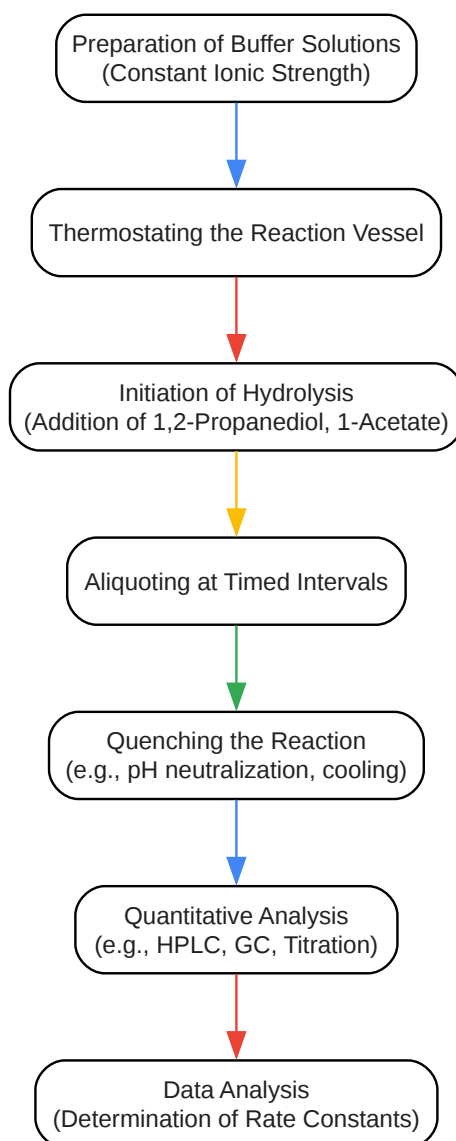 Preparation of Buffer Solutions
(Constant Ionic Strength)
Thermostating the Reaction Vessel
Initiation of Hydrolysis
(Addition of 1,2-Propanediol, 1-Acetate)
Aliquoting at Timed Intervals
Quenching the Reaction
(e.g., pH neutralization, cooling)
Quantitative Analysis
(e.g., HPLC, GC, Titration)
Data Analysis
(Determination of Rate Constants)